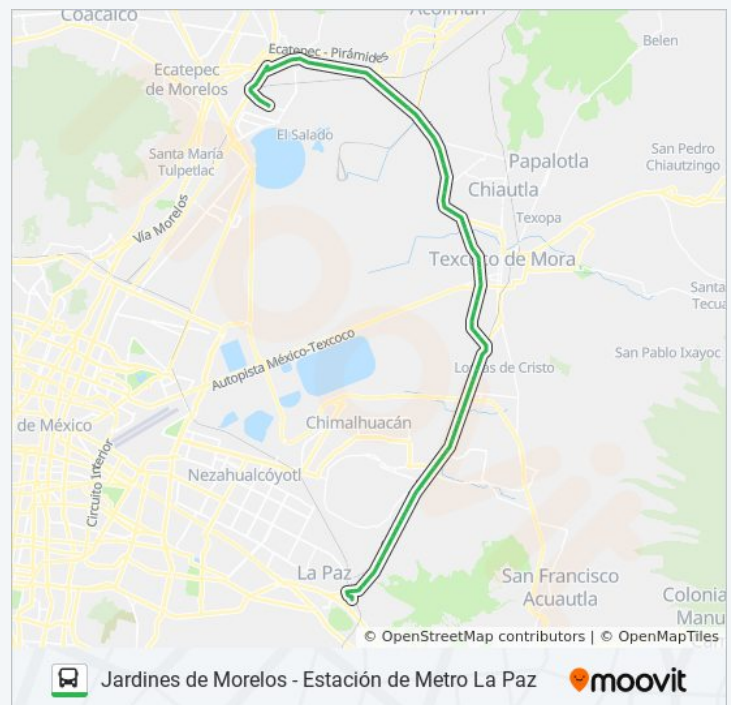 Coacalco
Acolman
Ecatepec - Pirámides
Belen
Ecatepec
de Morelos
El Salado
Santa María
Tulpetlac
San Pedro
Chiautzingo
Papalotla
Chiautla
Texopa
Vía Morelos
Texcoco de Mora
Santa
Tecua
Autopista México-Texcoco
San Pablo Ixayoc
Lomas de Cristo
de México
Chimalhuacán
Circuito Interior
Nezahualcóyotl
La Paz
San Francisco
Acuautla
Colonia
Manu
© OpenStreetMap contributors | © OpenMapTiles
Jardines de Morelos - Estación de Metro La Paz
moovit